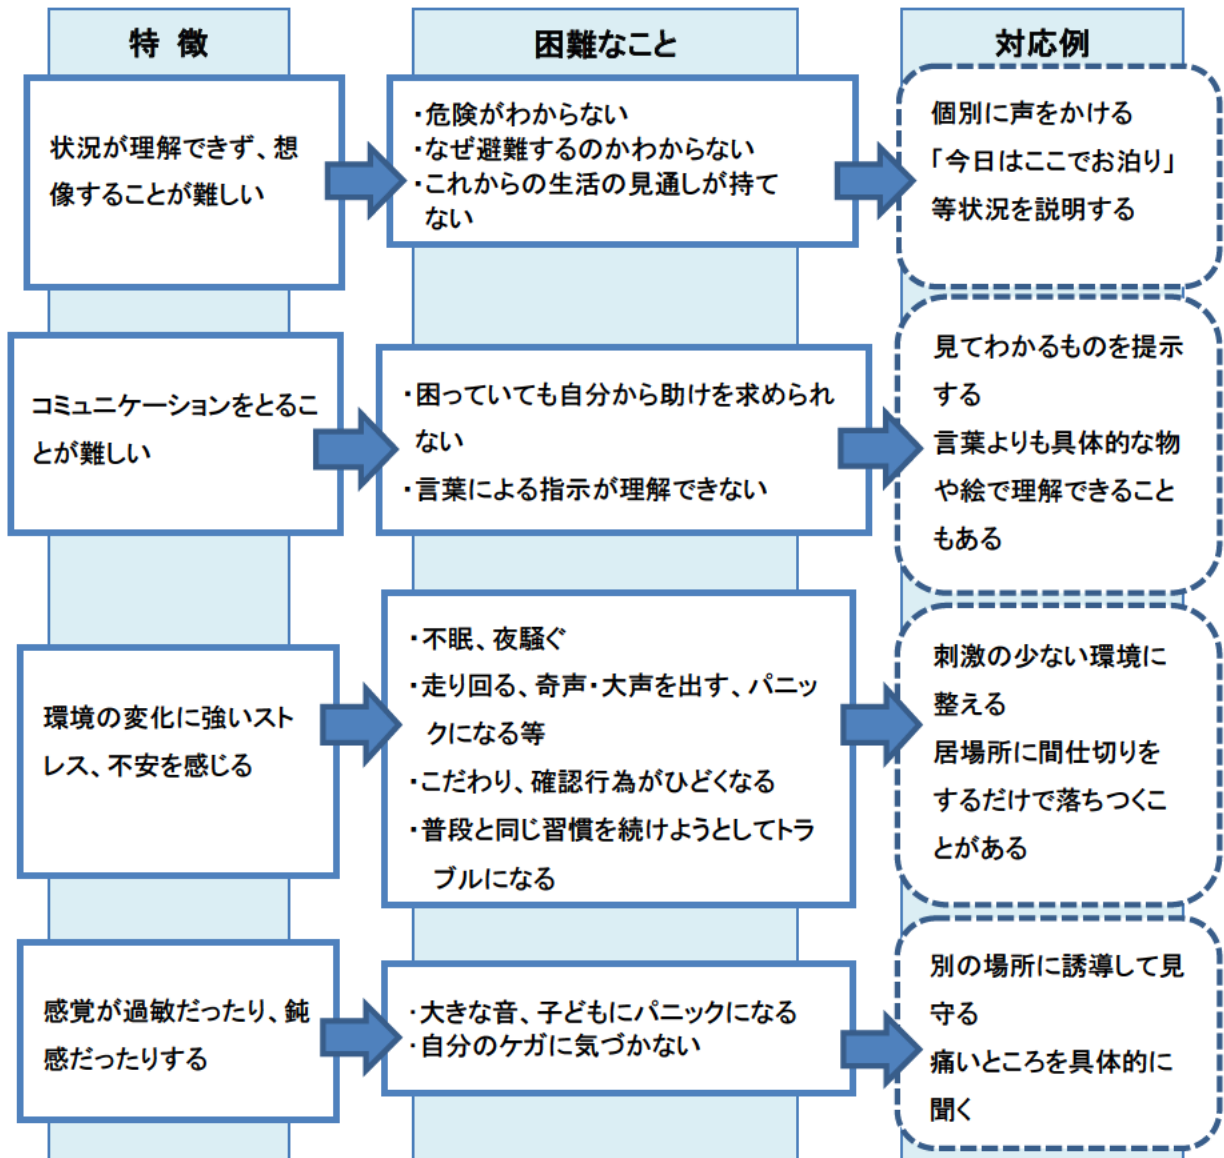 特 徴
困難なこと
対応例
状況が理解できず、想
像することが難しい
・危険がわからない
・なぜ避難するのかわからない
・これからの生活の見通しが持て
ない
個別に声をかける
「今日はここでお泊り」
等状況を説明する
コミュニケーションをとるこ
とが難しい
・困っていても自分から助けを求められ
ない
・言葉による指示が理解できない
見てわかるものを提示
する
言葉よりも具体的な物
や絵で理解できること
もある
環境の変化に強いスト
レス、不安を感じる
・不眠、夜騒ぐ
・走り回る、奇声・大声を出す、パニッ
クになる等
・こだわり、確認行為がひどくなる
・普段と同じ習慣を続けようとしてトラ
ブルになる
刺激の少ない環境に
整える
居場所に間仕切りを
するだけで落ちつくこ
とがある
感覚が過敏だったり、鈍
感だったりする
・大きな音、子どもにパニックになる
・自分のケガに気づかない
別の場所に誘導して見
守る
痛いところを具体的に
聞く